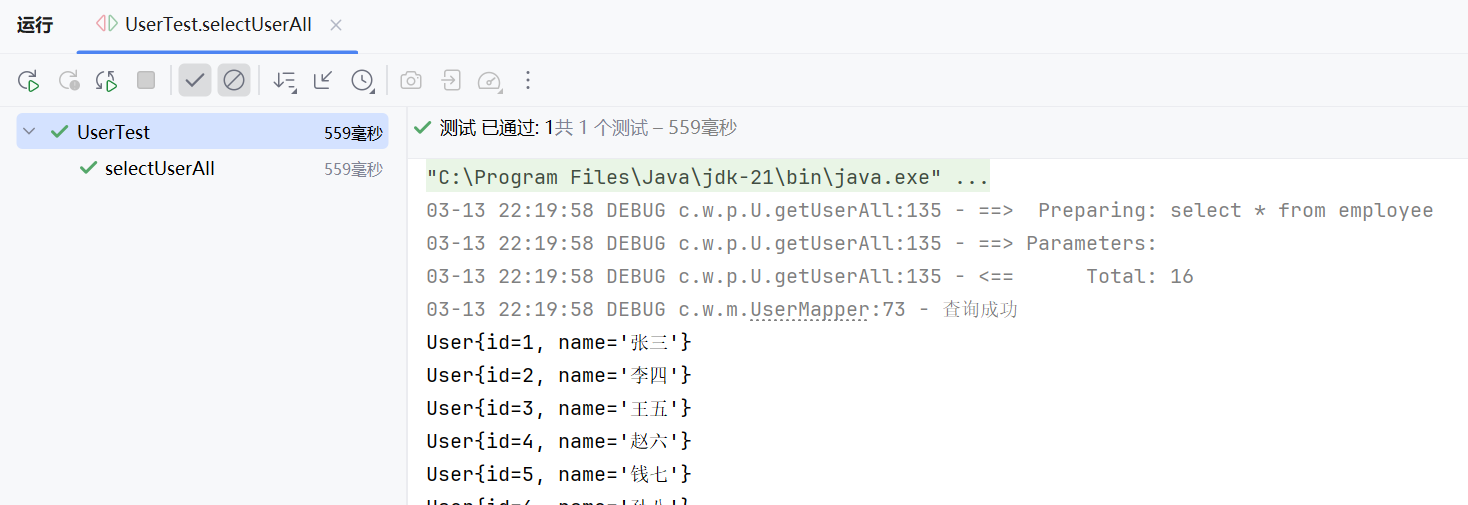 运行
UserTest.selectUserAll
UserTest 559毫秒
selectUserAll 559毫秒
测试 已通过: 1共 1 个测试 – 559毫秒
"C:\Program Files\Java\jdk-21\bin\java.exe" ...
03-13 22:19:58 DEBUG c.w.p.U.getUserAll:135 - ==>  Preparing: select * from employee
03-13 22:19:58 DEBUG c.w.p.U.getUserAll:135 - ==> Parameters:
03-13 22:19:58 DEBUG c.w.p.U.getUserAll:135 - <==      Total: 16
03-13 22:19:58 DEBUG c.w.m.UserMapper:73 - 查询成功
User{id=1, name='张三'}
User{id=2, name='李四'}
User{id=3, name='王五'}
User{id=4, name='赵六'}
User{id=5, name='钱七'}